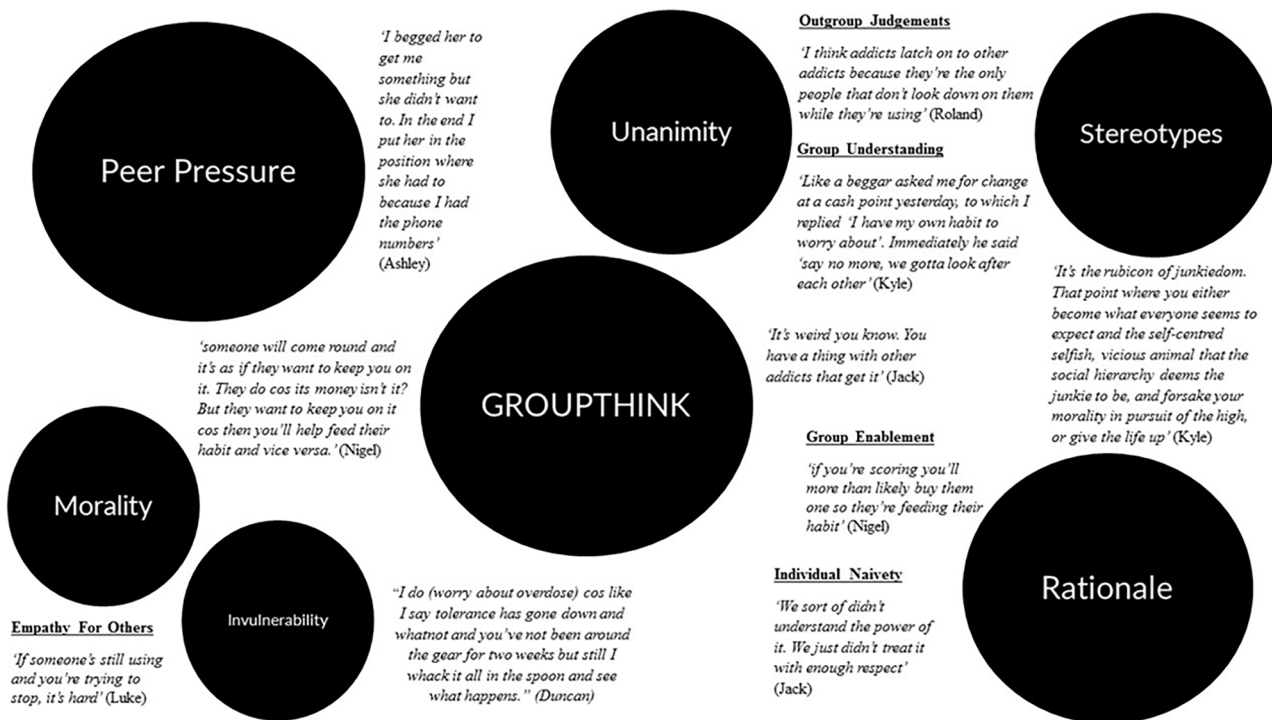 Peer Pressure
‘I begged her to
get me
something but
she didn’t want
to. In the end I
put her in the
position where
she had to
because I had
the phone
numbers’
(Ashley)
Unanimity
Outgroup Judgements
‘I think addicts latch on to other
addicts because they’re the only
people that don’t look down on them
while they’re using’ (Roland)
Group Understanding
‘Like a beggar asked me for change
at a cash point yesterday, to which I
replied ‘I have my own habit to
worry about’. Immediately he said
‘say no more, we gotta look after
each other’ (Kyle)
Stereotypes
‘It’s the rubicon of junkiedom.
That point where you either
become what everyone seems to
expect and the self-centred
selfish, vicious animal that the
social hierarchy deems the
junkie to be, and forsake your
morality in pursuit of the high,
or give the life up’ (Kyle)
‘someone will come round and
it’s as if they want to keep you on
it. They do cos its money isn’t it?
But they want to keep you on it
cos then you’ll help feed their
habit and vice versa.’ (Nigel)
GROUPTHINK
‘It’s weird you know. You
have a thing with other
addicts that get it’ (Jack)
Group Enablement
‘if you’re scoring you’ll
more than likely buy them
one so they’re feeding their
habit’ (Nigel)
Morality
Empathy For Others
‘If someone’s still using
and you’re trying to
stop, it’s hard’ (Luke)
Invulnerability
“I do (worry about overdose) cos like
I say tolerance has gone down and
whatnot and you’ve not been around
the gear for two weeks but still I
whack it all in the spoon and see
what happens.” (Duncan)
Individual Naivety
‘We sort of didn’t
understand the power of
it. We just didn’t treat it
with enough respect’
(Jack)
Rationale